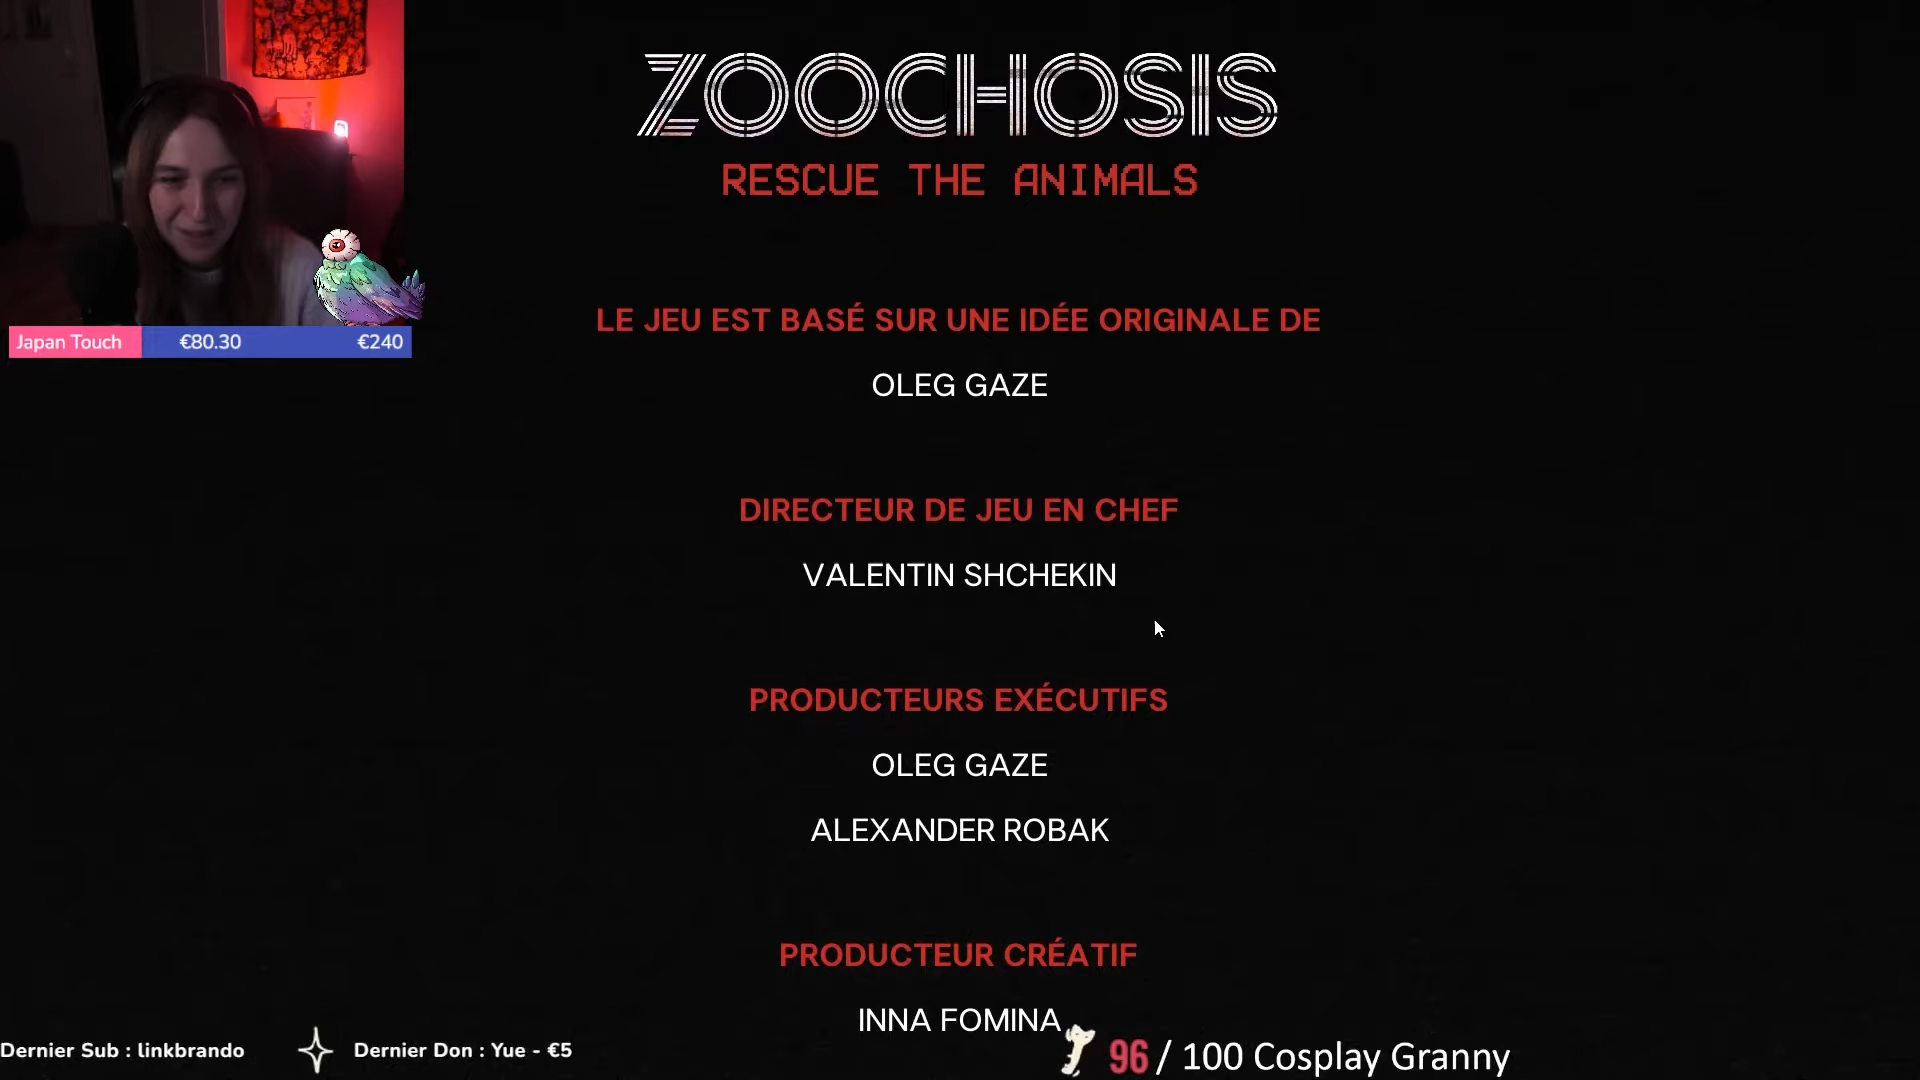 ZOOCHOSIS
RESCUE THE ANIMALS
LE JEU EST BASÉ SUR UNE IDÉE ORIGINALE DE
OLEG GAZE
Japan Touch €80.30 €240
DIRECTEUR DE JEU EN CHEF
VALENTIN SHCHEKIN
PRODUCTEURS EXÉCUTIFS
OLEG GAZE
ALEXANDER ROBAK
PRODUCTEUR CRÉATIF
INNA FOMINA
Dernier Sub : linkbrando
Dernier Don : Yue - €5
96 / 100 Cosplay Granny